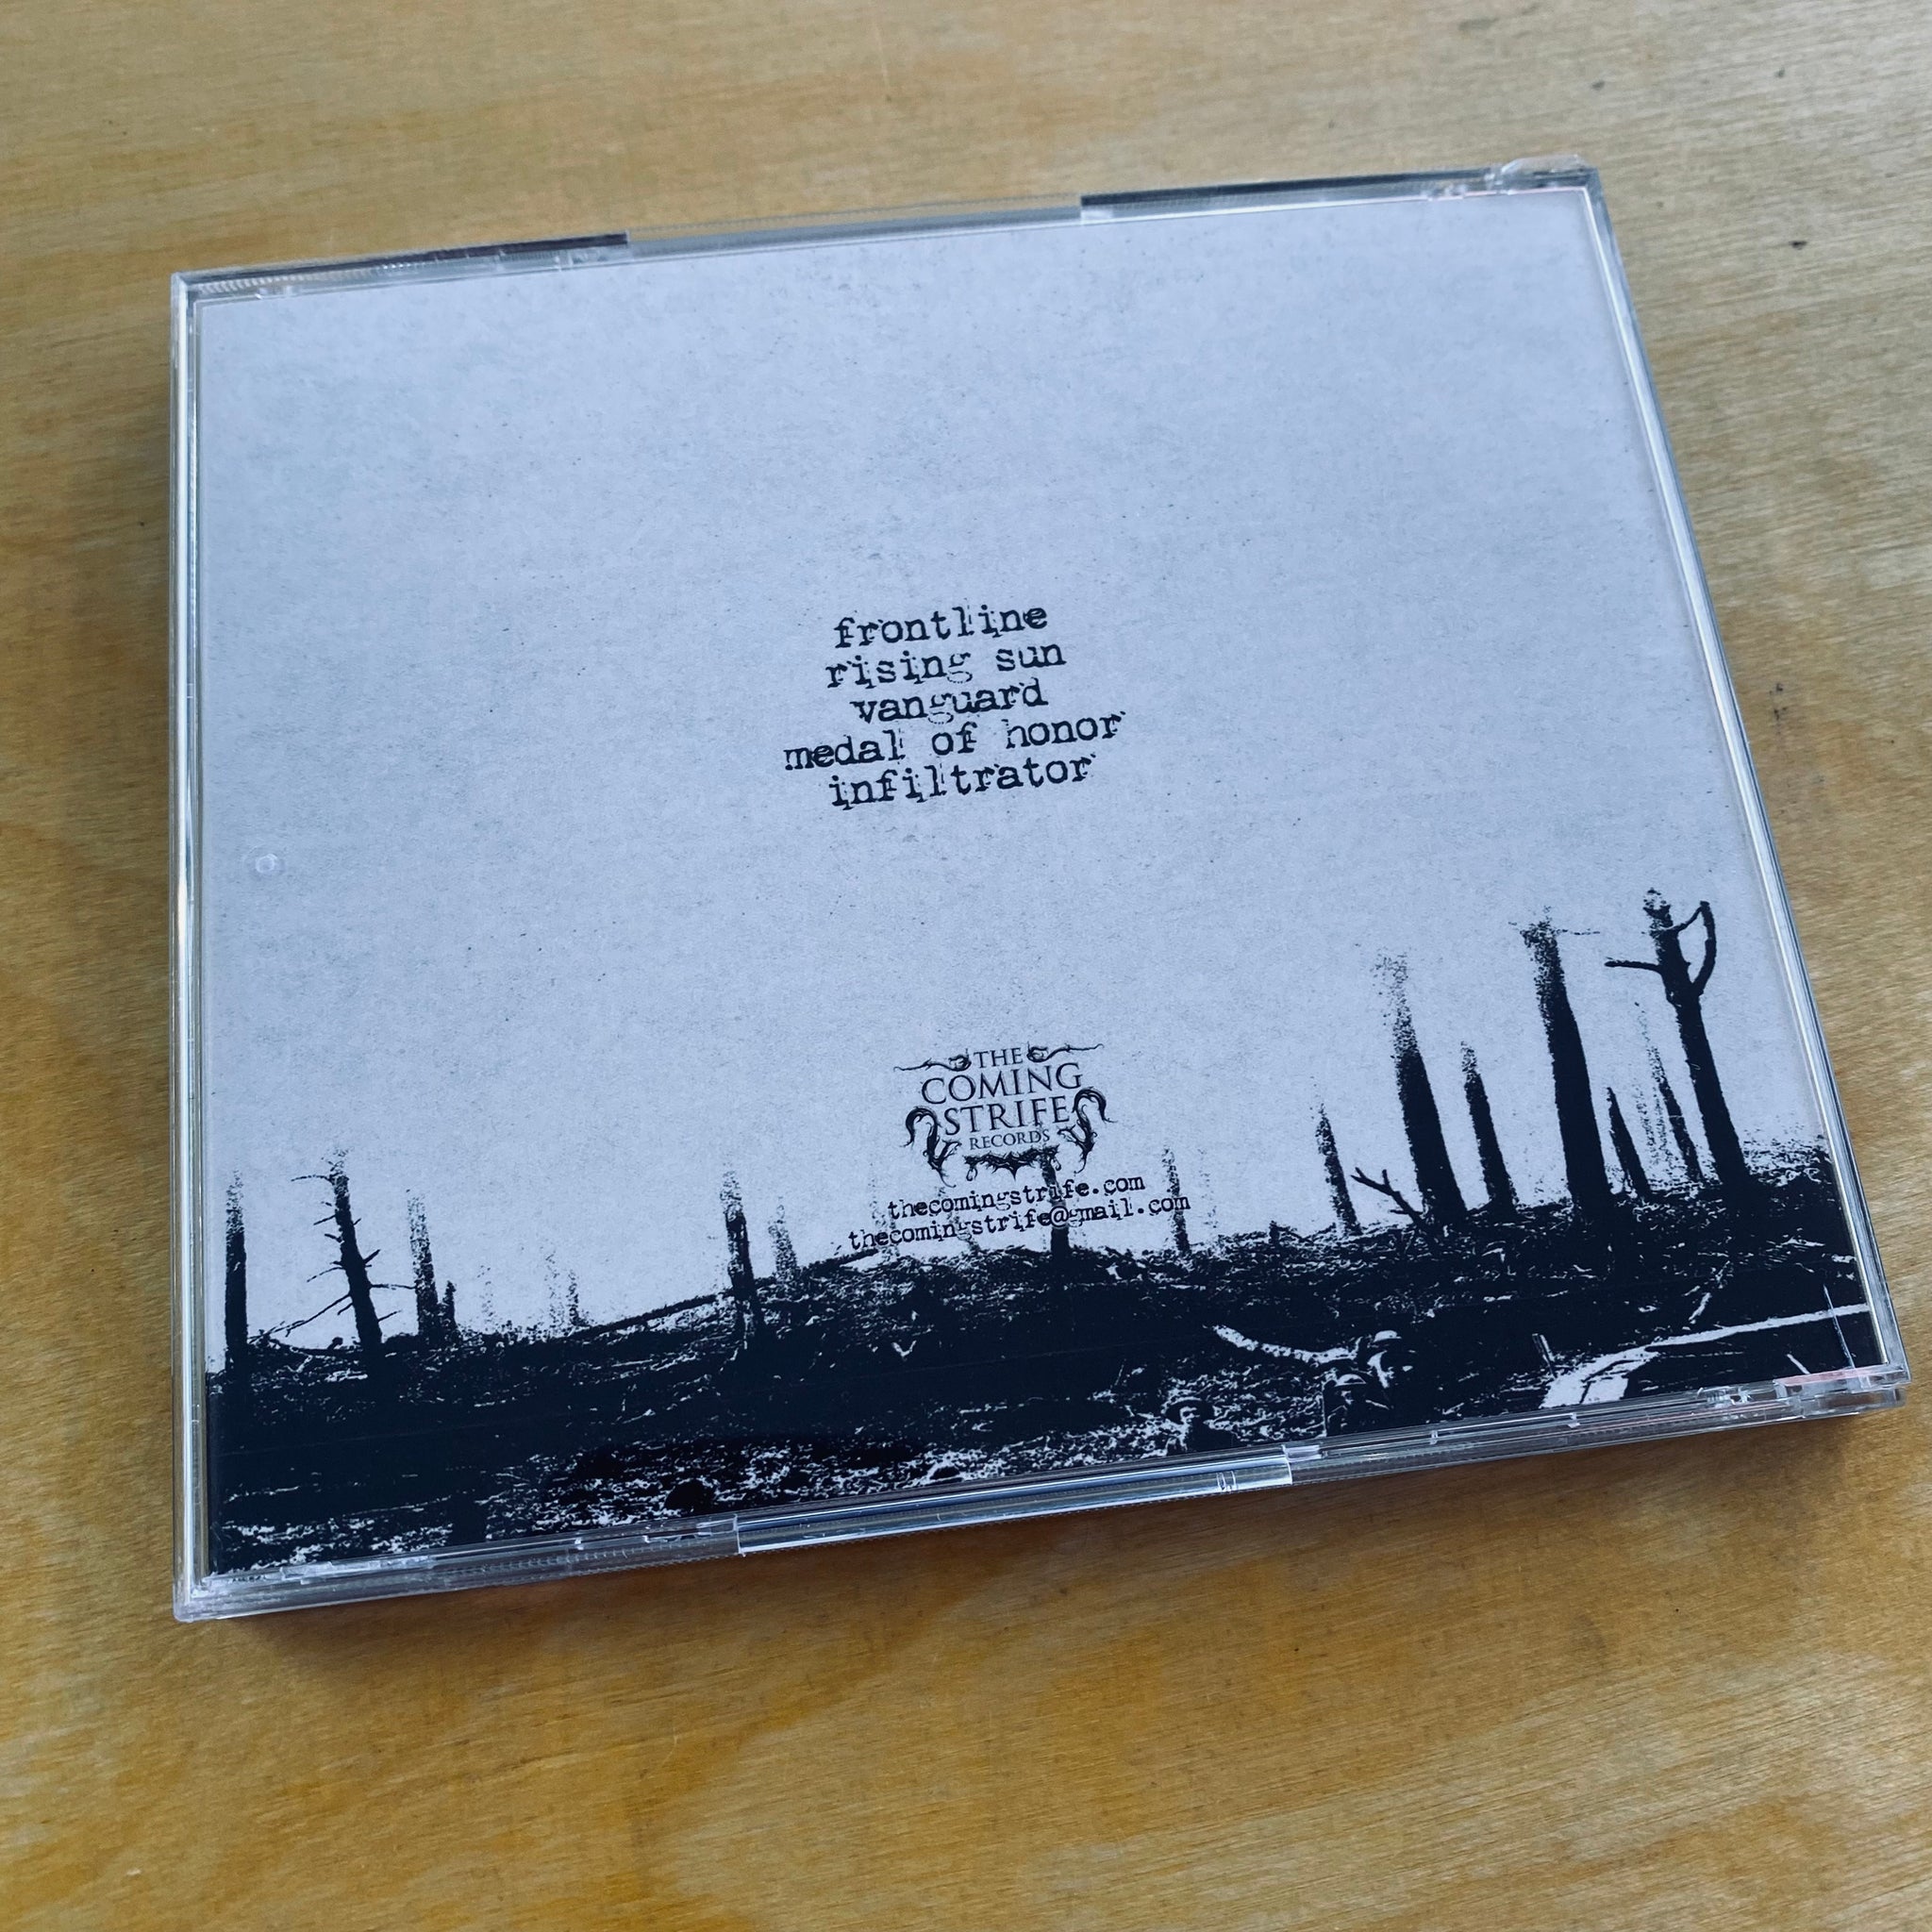 frontline
rising sun
vanguard
medal of honor
infiltrator
THE
COMING
STRIFE
RECORDS
thecomingstrife.com
thecomingstrife@gmail.com